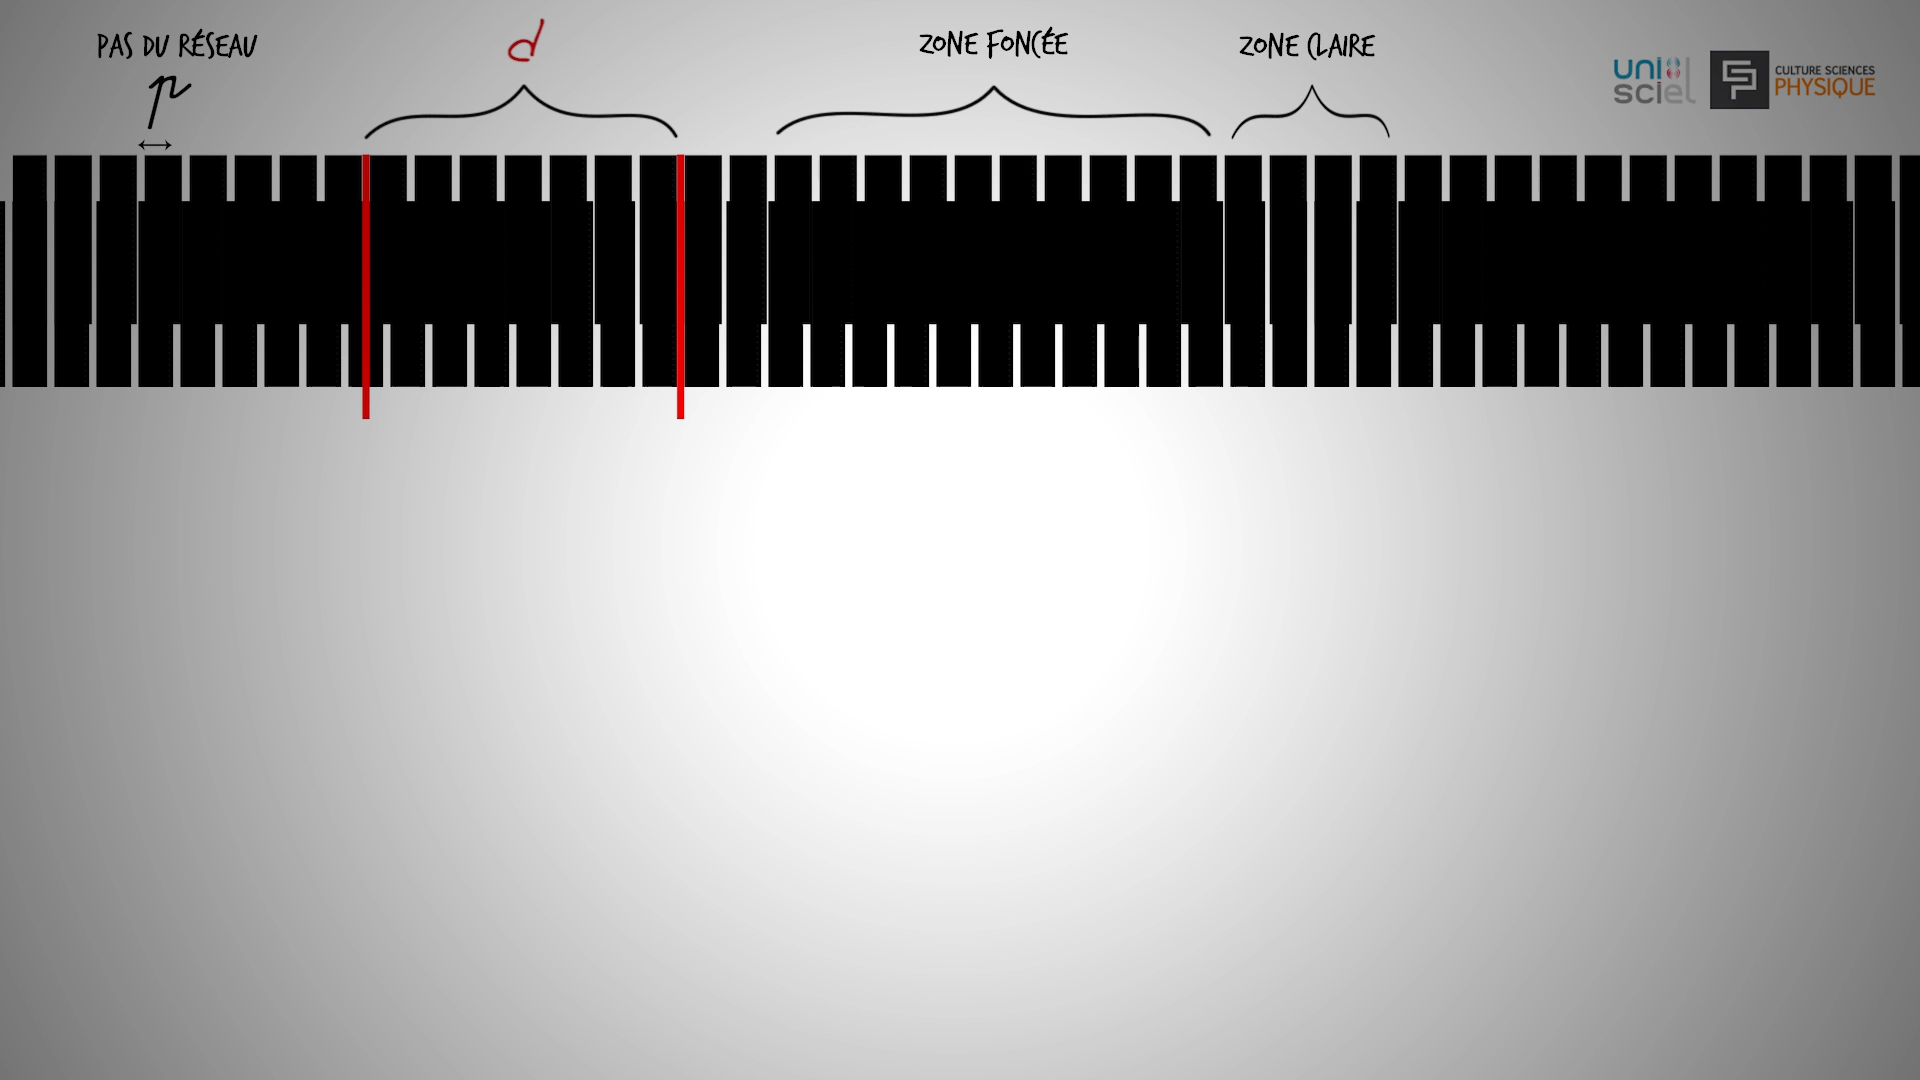 PAS DU RÉSEAU
p
d
ZONE FONCÉE
ZONE CLAIRE
uni
sciel
CULTURE SCIENCES
PHYSIQUE